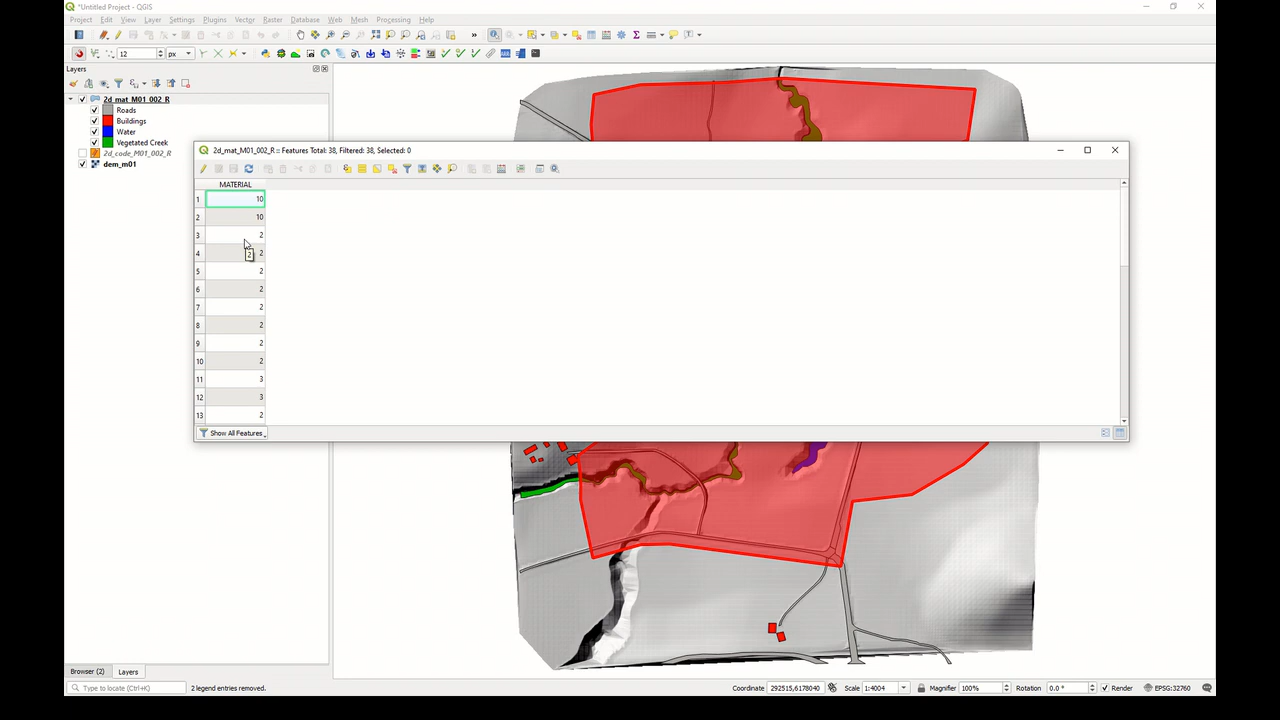 *Untitled Project — QGIS
Project Edit View Layer Settings Plugins Vector Raster Database Web Mesh Processing Help
12 px
Layers
2d_mat_M01_002_R
Roads
Buildings
Water
Vegetated Creek
2d_code_M01_002_R
dem_m01
2d_mat_M01_002_R :: Features Total: 38, Filtered: 38, Selected: 0
MATERIAL
1 10
2 10
3 2
4 2
2
5 2
6 2
7 2
8 2
9 2
10 2
11 3
12 3
13 2
Show All Features
Browser (2) Layers
Type to locate (Ctrl+K) 2 legend entries removed. Coordinate 292515,6178040 Scale 1:4004 Magnifier 100% Rotation 0.0 ° Render EPSG:32760